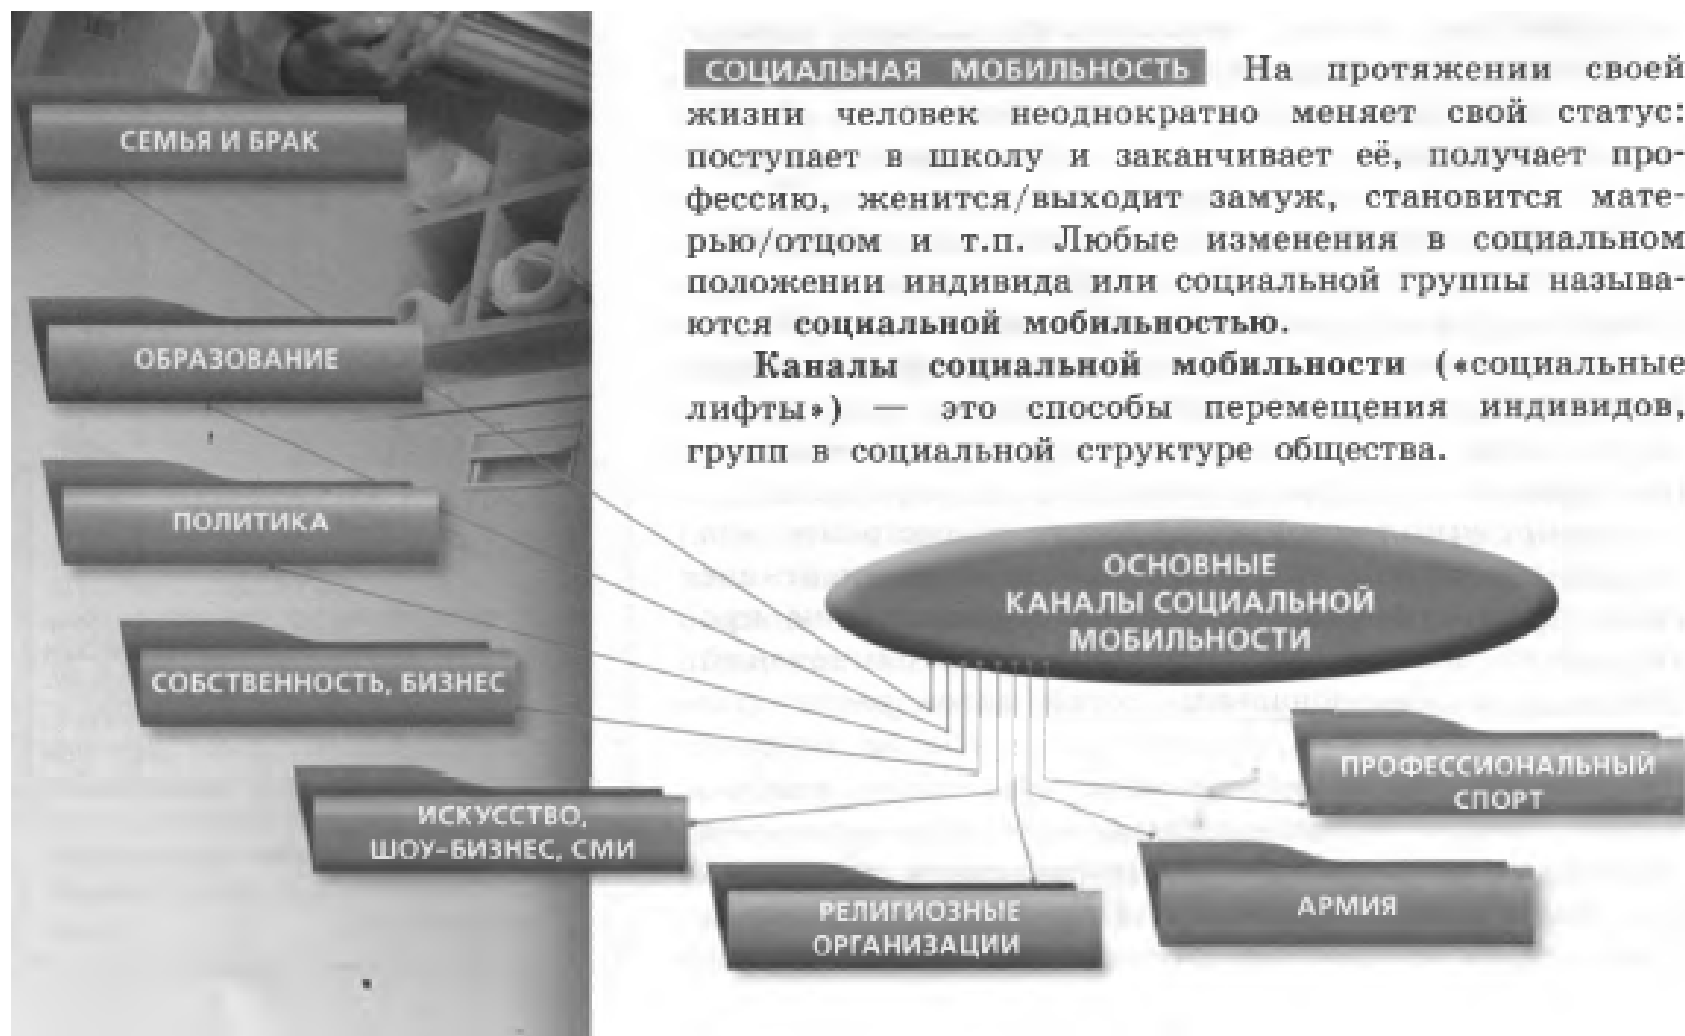 СОЦИАЛЬНАЯ МОБИЛЬНОСТЬ На протяжении своей
жизни человек неоднократно меняет свой статус:
поступает в школу и заканчивает её, получает про-
фессию, женится/выходит замуж, становится мате-
рью/отцом и т.п. Любые изменения в социальном
положении индивида или социальной группы называ-
ются социальной мобильностью.
Каналы социальной мобильности («социальные
лифты») — это способы перемещения индивидов,
групп в социальной структуре общества.
ОСНОВНЫЕ
КАНАЛЫ СОЦИАЛЬНОЙ
МОБИЛЬНОСТИ
СЕМЬЯ И БРАК
ОБРАЗОВАНИЕ
ПОЛИТИКА
СОБСТВЕННОСТЬ, БИЗНЕС
ИСКУССТВО,
ШОУ-БИЗНЕС, СМИ
РЕЛИГИОЗНЫЕ
ОРГАНИЗАЦИИ
АРМИЯ
ПРОФЕССИОНАЛЬНЫЙ
СПОРТ